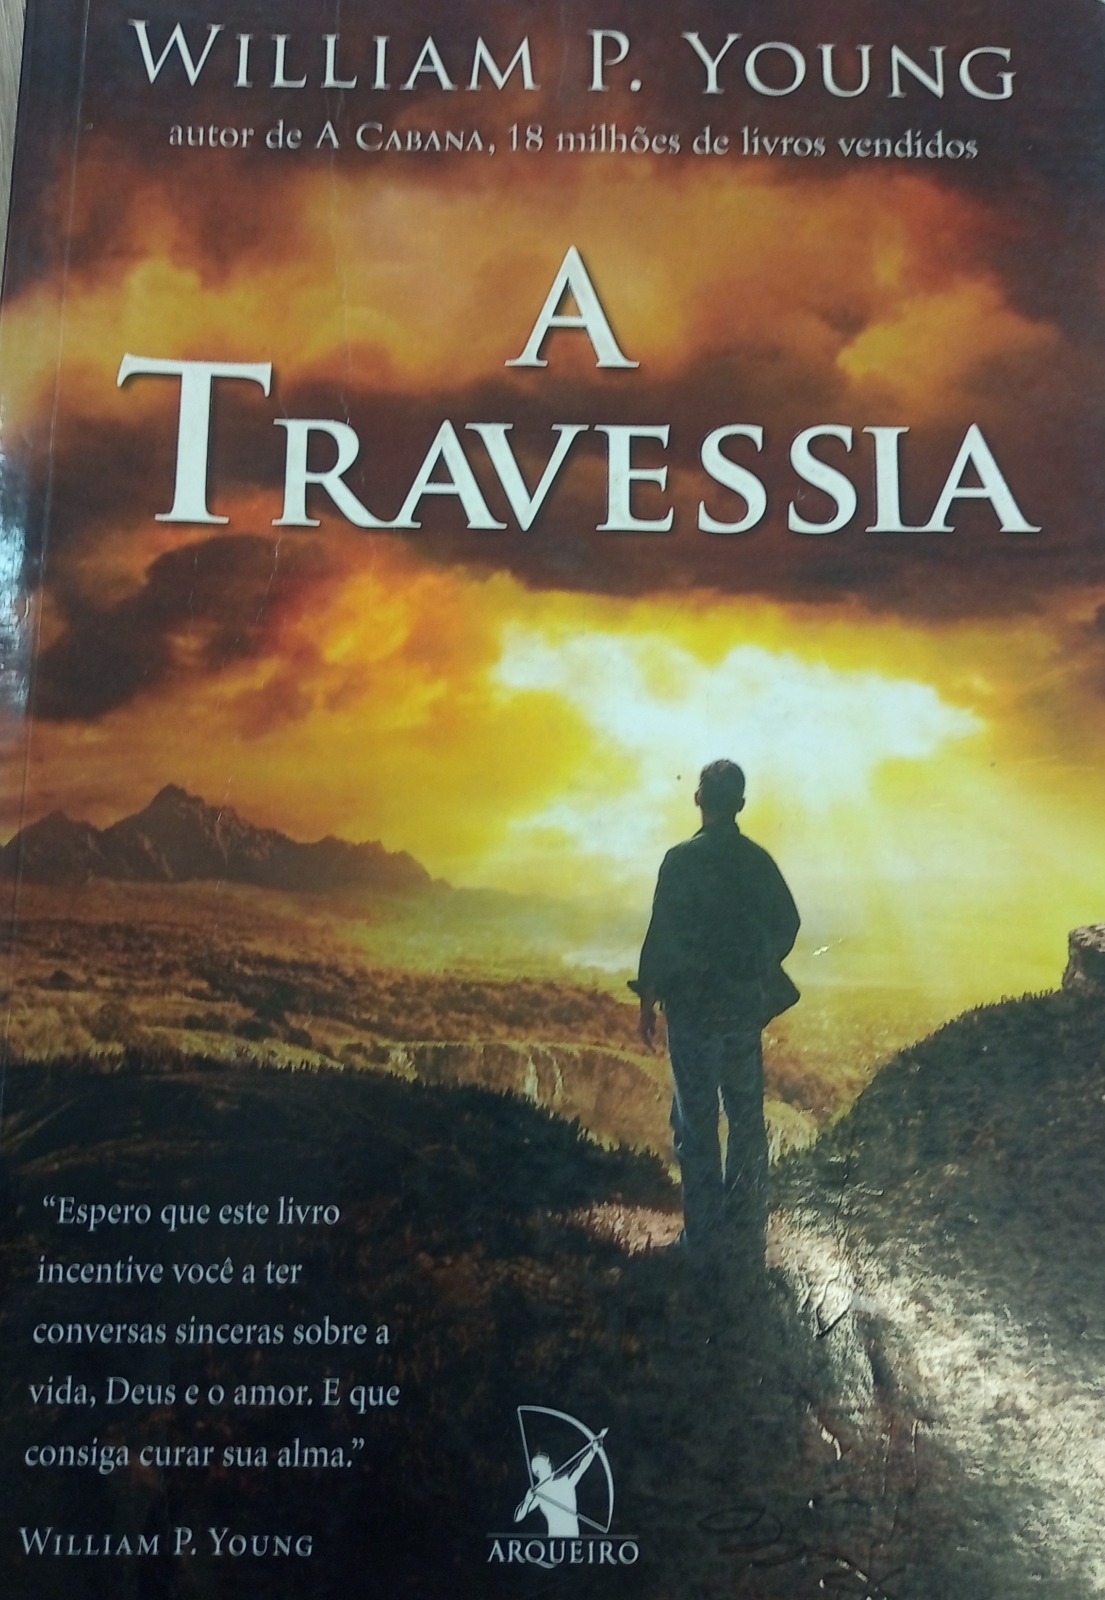 WILLIAM P. YOUNG
autor de A CABANA, 18 milhões de livros vendidos
A
TRAVESSIA
“Espero que este livro
incentive você a ter
conversas sinceras sobre a
vida, Deus e o amor. E que
consiga curar sua alma.”
WILLIAM P. YOUNG
ARQUEIRO